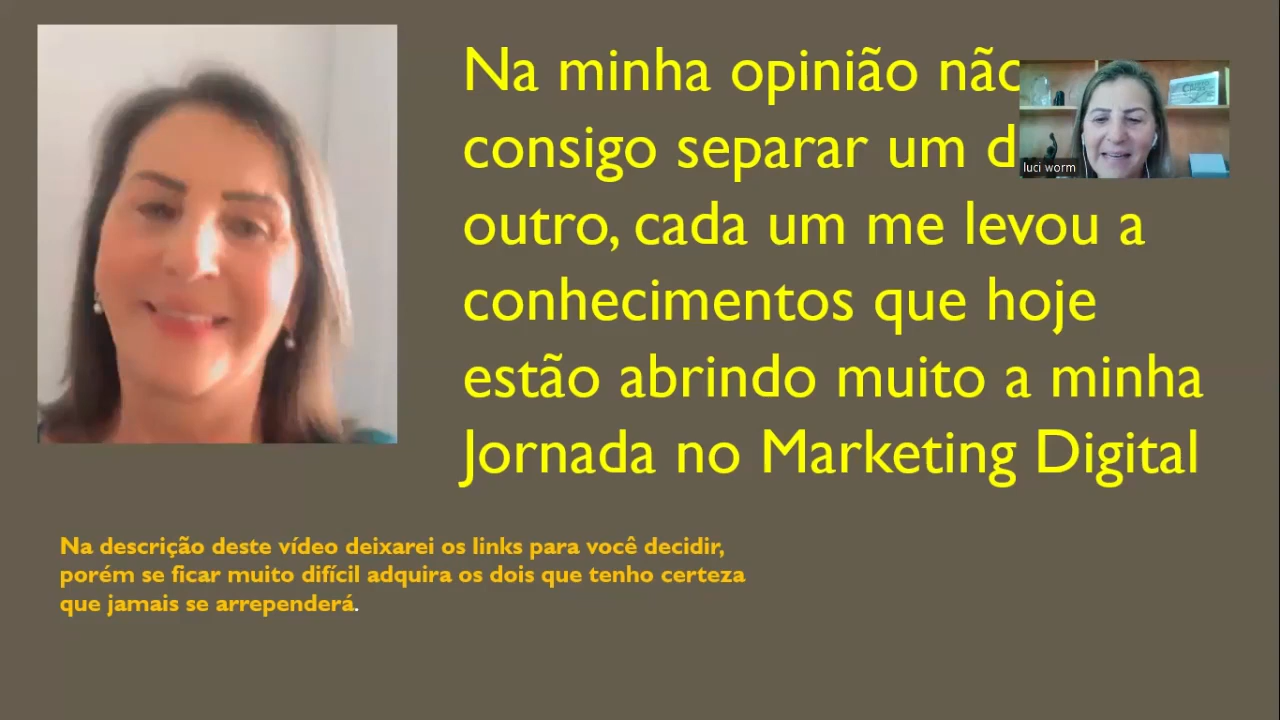 Na minha opinião não
consigo separar um d
outro, cada um me levou a
conhecimentos que hoje
estão abrindo muito a minha
Jornada no Marketing Digital
luci worm
Na descrição deste vídeo deixarei os links para você decidir,
porém se ficar muito difícil adquira os dois que tenho certeza
que jamais se arrependerá.